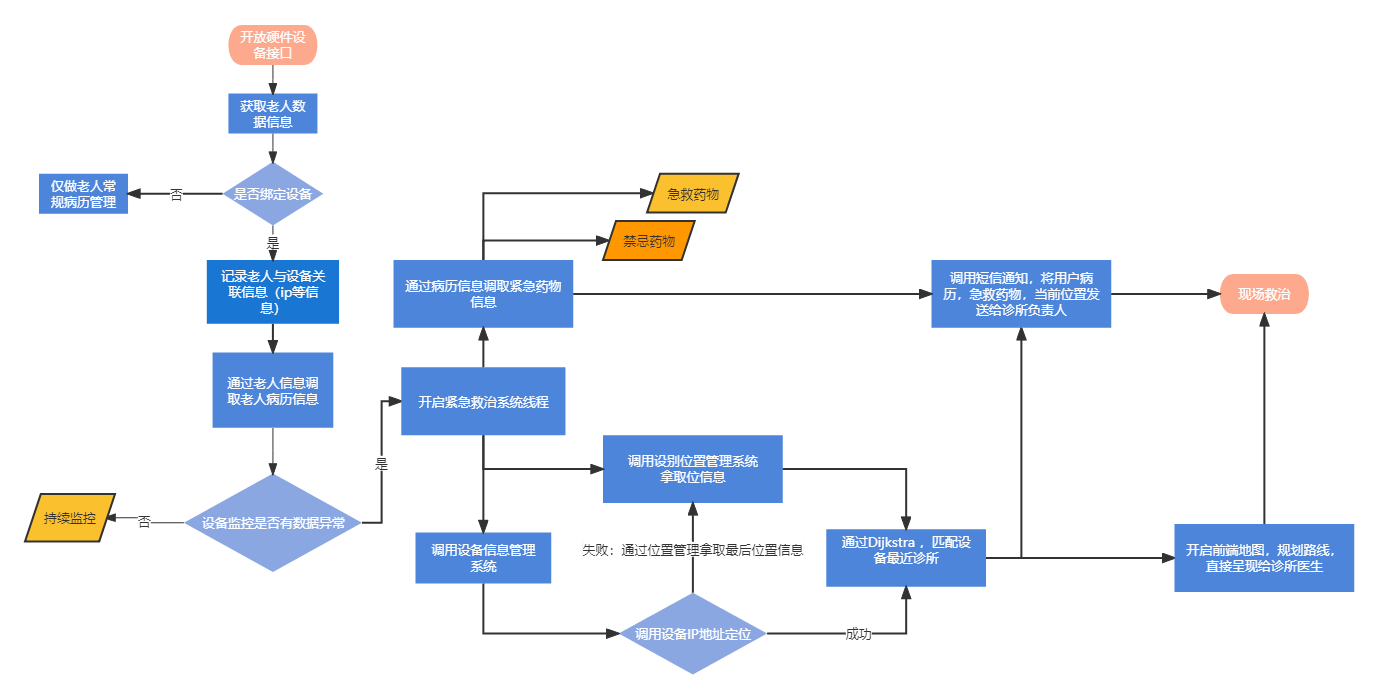 开放硬件设
备接口
获取老人数
据信息
是否绑定设备
否
仅做老人常
规病历管理
是
记录老人与设备关
联信息（ip等信
息）
通过老人信息调
取老人病历信息
设备监控是否有数据异常
否
持续监控
是
开启紧急救治系统线程
通过病历信息调取紧急药物
信息
急救药物
禁忌药物
调用设别位置管理系统
拿取位信息
调用设备信息管理
系统
失败：通过位置管理拿取最后位置信息
调用设备IP地址定位
成功
通过Dijkstra ，匹配设
备最近诊所
调用短信通知，将用户病
历，急救药物，当前位置发
送给诊所负责人
开启前端地图，规划路线，
直接呈现给诊所医生
现场救治